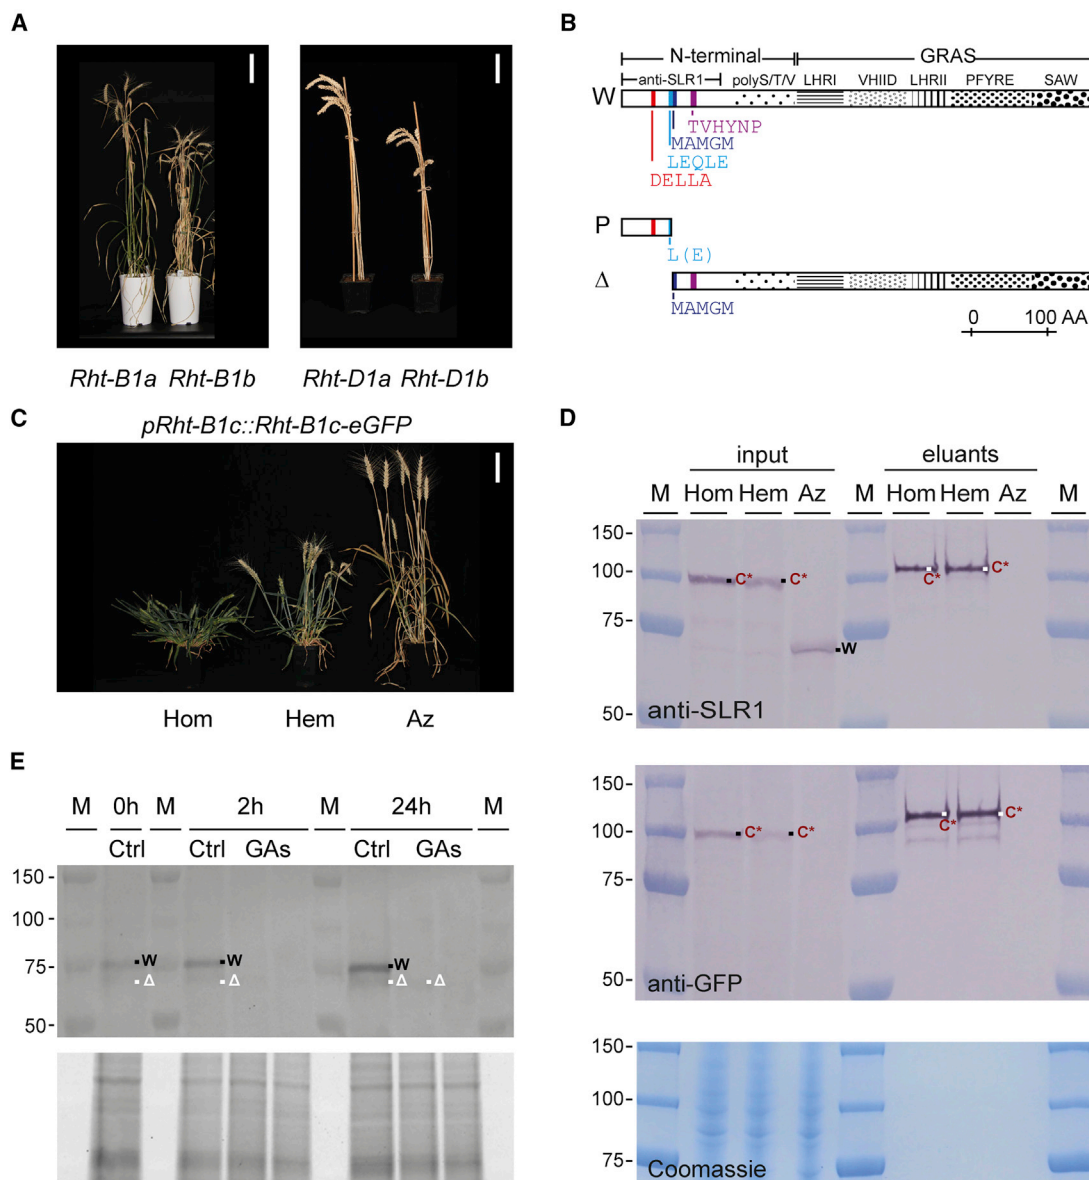 A
Rht-B1a Rht-B1b
Rht-D1a Rht-D1b
B
N-terminal GRAS
anti-SLR1 polyS/T/V LHRI VHIID LHRII PFYRE SAW
W
TVHYNP
MAMGM
LEQLE
DELLA
P
L(E)
Δ
MAMGM
0 100 AA
C
pRht-B1c::Rht-B1c-eGFP
Hom Hem Az
D
input eluants
M Hom Hem Az M Hom Hem Az M
150-
100-
C* C* C* C*
75-
W
50-
anti-SLR1
150-
100-
C* C* C* C*
75-
50-
anti-GFP
150-
100-
75-
Coomassie
E
M 0h M 2h M 24h M
Ctrl Ctrl GAs Ctrl GAs
150-
100-
75-
W W W
Δ Δ Δ Δ
50-